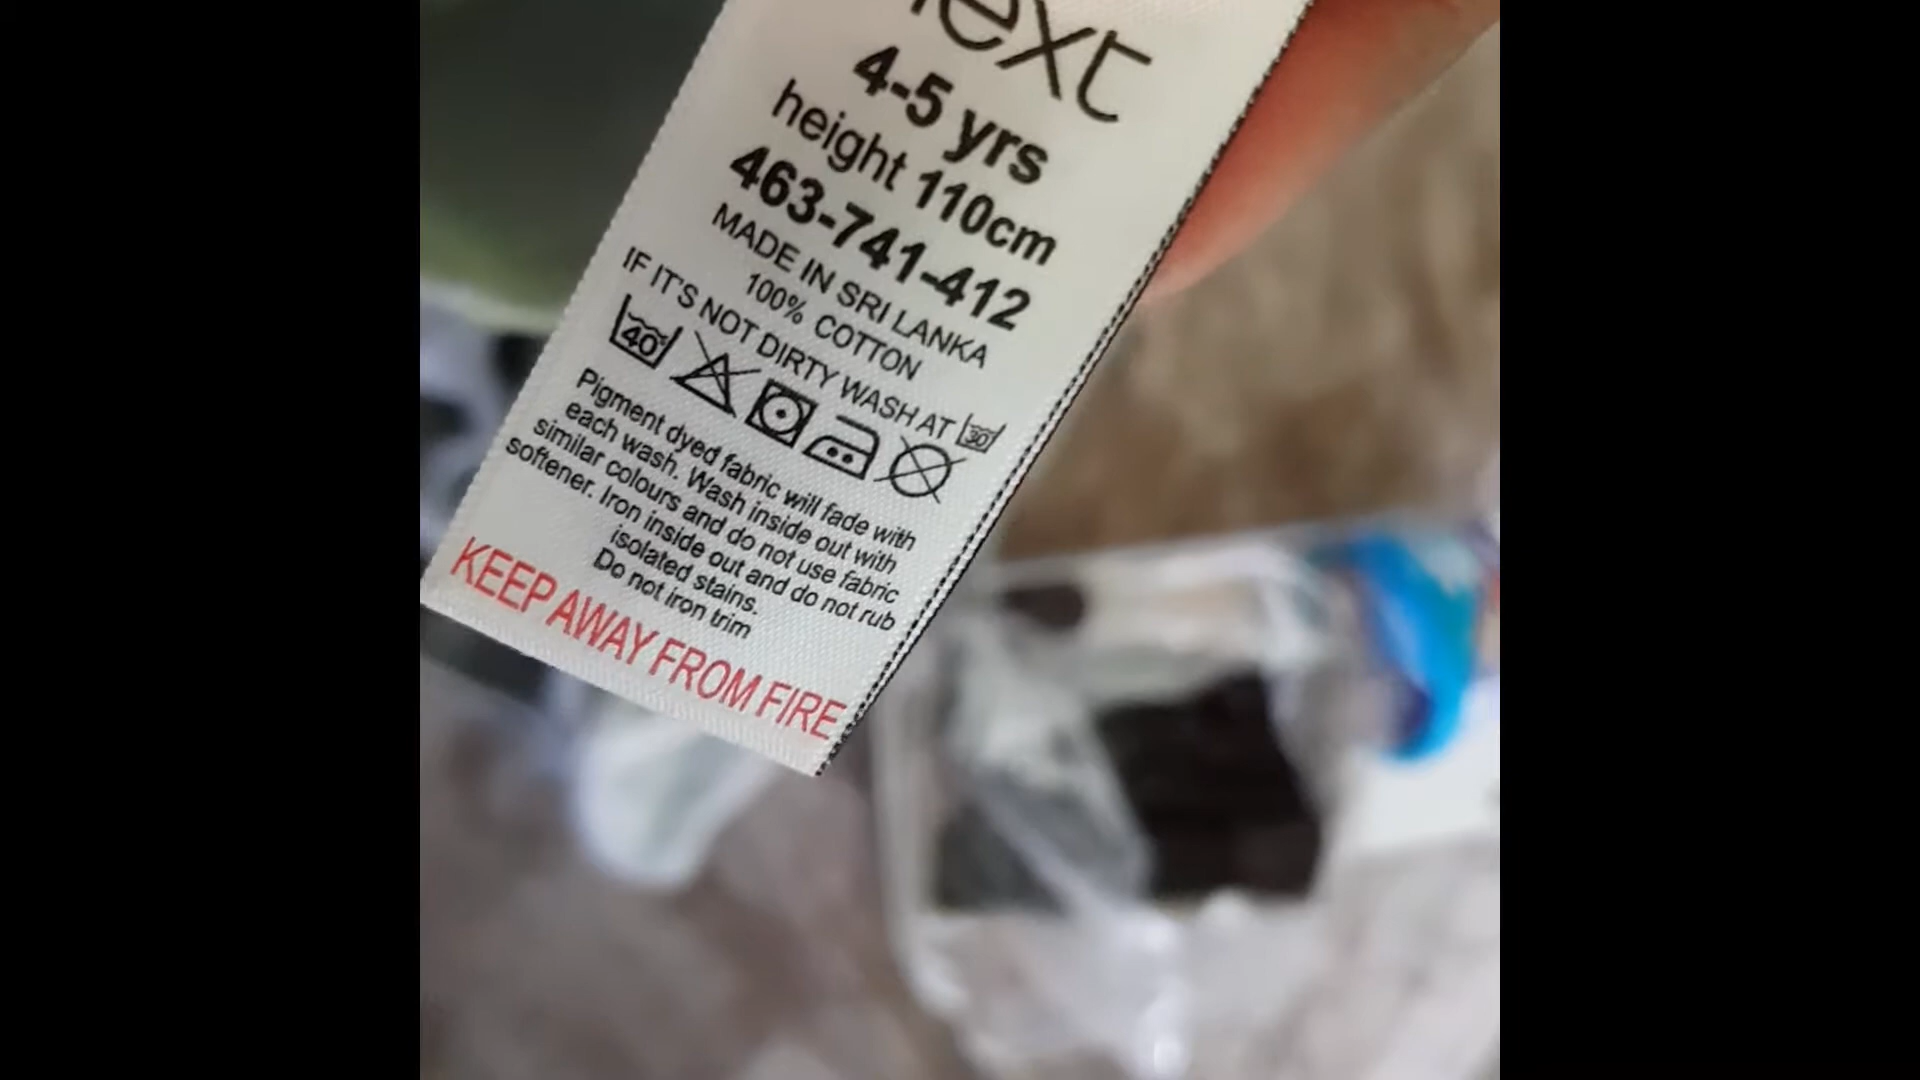 next
4-5 yrs
height 110cm
463-741-412
MADE IN SRI LANKA
100% COTTON
IF IT'S NOT DIRTY WASH AT 30
40
Pigment dyed fabric will fade with
each wash. Wash inside out with
similar colours and do not use fabric
softener. Iron inside out and do not rub
isolated stains.
Do not iron trim
KEEP AWAY FROM FIRE